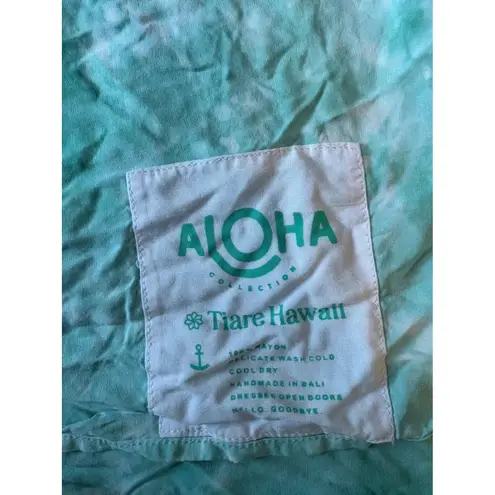 ALOHA
COLLECTION
Tiare Hawaii
100% RAYON
DELICATE WASH COLD
COOL DRY
HANDMADE IN BALI
DRESSES OPEN DOORS
HELLO, GOODBYE